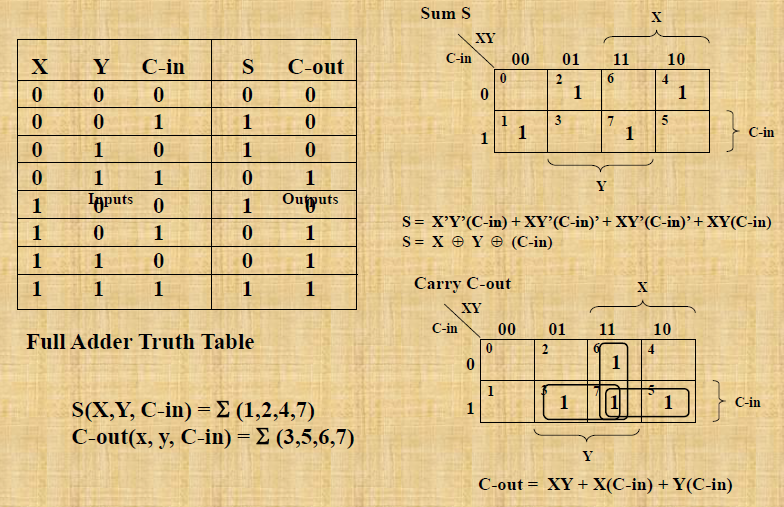 X Y C-in S C-out
0 0 0 0 0
0 0 1 1 0
0 1 0 1 0
0 1 1 0 1
Inputs Outputs
1 0 0 1 0
1 0 1 0 1
1 1 0 0 1
1 1 1 1 1
Full Adder Truth Table
S(X,Y, C-in) = Σ (1,2,4,7)
C-out(x, y, C-in) = Σ (3,5,6,7)
Sum S
X
XY
C-in
00 01 11 10
0 0 2 1 6 4 1
1 1 1 3 7 1 5
C-in
Y
S = X’Y’(C-in) + XY’(C-in)’ + XY’(C-in)’ + XY(C-in)
S = X ⊕ Y ⊕ (C-in)
Carry C-out
X
XY
C-in
00 01 11 10
0 0 2 6 1 4
1 1 3 1 7 1 5 1
C-in
Y
C-out = XY + X(C-in) + Y(C-in)